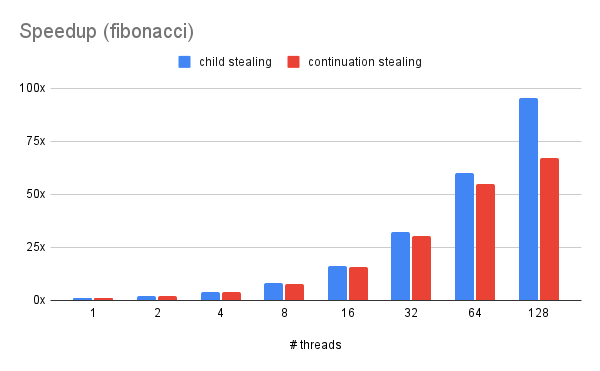 Speedup (fibonacci)
child stealing continuation stealing
100x
75x
50x
25x
0x
1 2 4 8 16 32 64 128
# threads